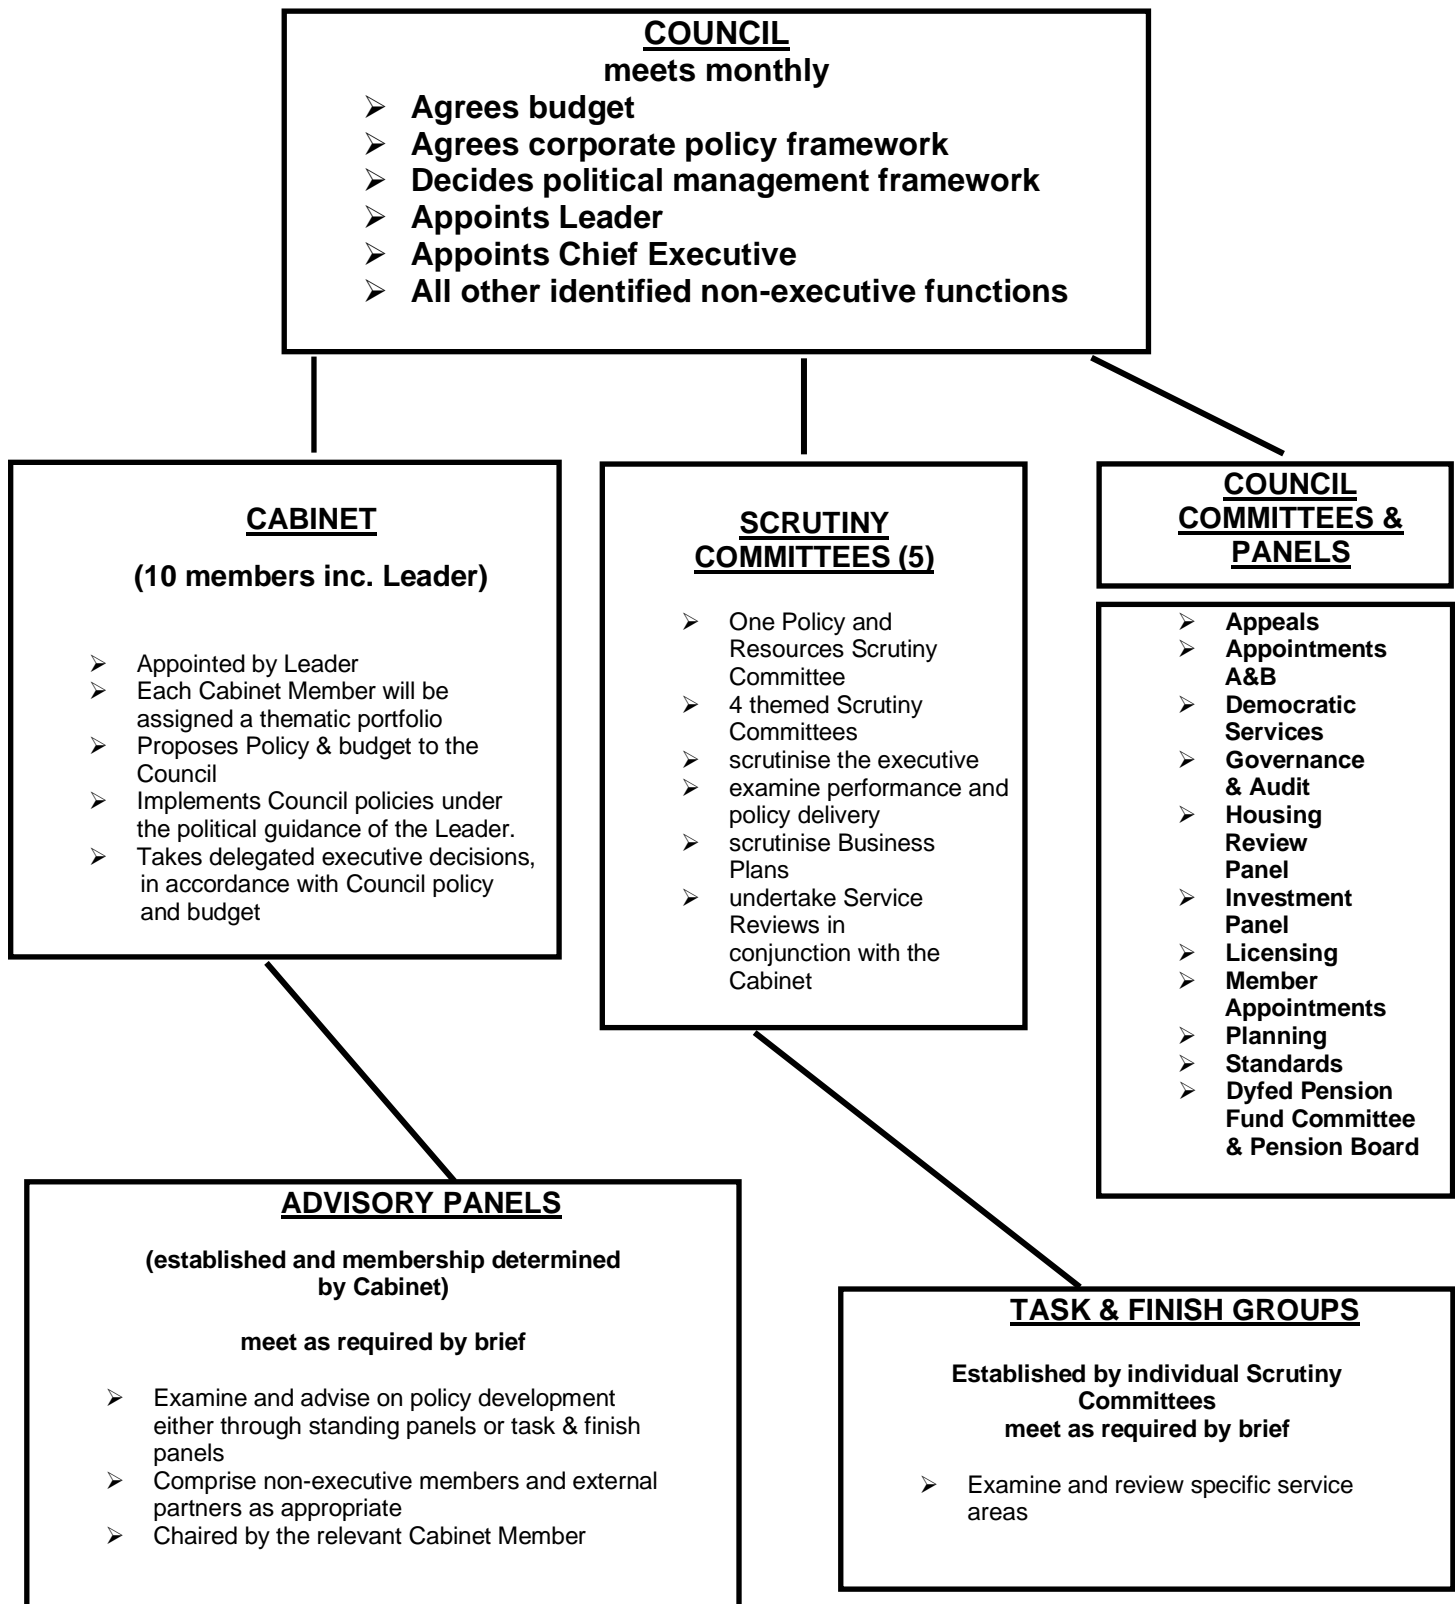 COUNCIL
meets monthly
➢ Agrees budget
➢ Agrees corporate policy framework
➢ Decides political management framework
➢ Appoints Leader
➢ Appoints Chief Executive
➢ All other identified non-executive functions
CABINET
(10 members inc. Leader)
➢ Appointed by Leader
➢ Each Cabinet Member will be
assigned a thematic portfolio
➢ Proposes Policy & budget to the
Council
➢ Implements Council policies under
the political guidance of the Leader.
➢ Takes delegated executive decisions,
in accordance with Council policy
and budget
SCRUTINY
COMMITTEES (5)
➢ One Policy and
Resources Scrutiny
Committee
➢ 4 themed Scrutiny
Committees
➢ scrutinise the executive
➢ examine performance and
policy delivery
➢ scrutinise Business
Plans
➢ undertake Service
Reviews in
conjunction with the
Cabinet
COUNCIL
COMMITTEES &
PANELS
➢ Appeals
➢ Appointments
A&B
➢ Democratic
Services
➢ Governance
& Audit
➢ Housing
Review
Panel
➢ Investment
Panel
➢ Licensing
➢ Member
Appointments
➢ Planning
➢ Standards
➢ Dyfed Pension
Fund Committee
& Pension Board
ADVISORY PANELS
(established and membership determined
by Cabinet)
meet as required by brief
➢ Examine and advise on policy development
either through standing panels or task & finish
panels
➢ Comprise non-executive members and external
partners as appropriate
➢ Chaired by the relevant Cabinet Member
TASK & FINISH GROUPS
Established by individual Scrutiny
Committees
meet as required by brief
➢ Examine and review specific service
areas